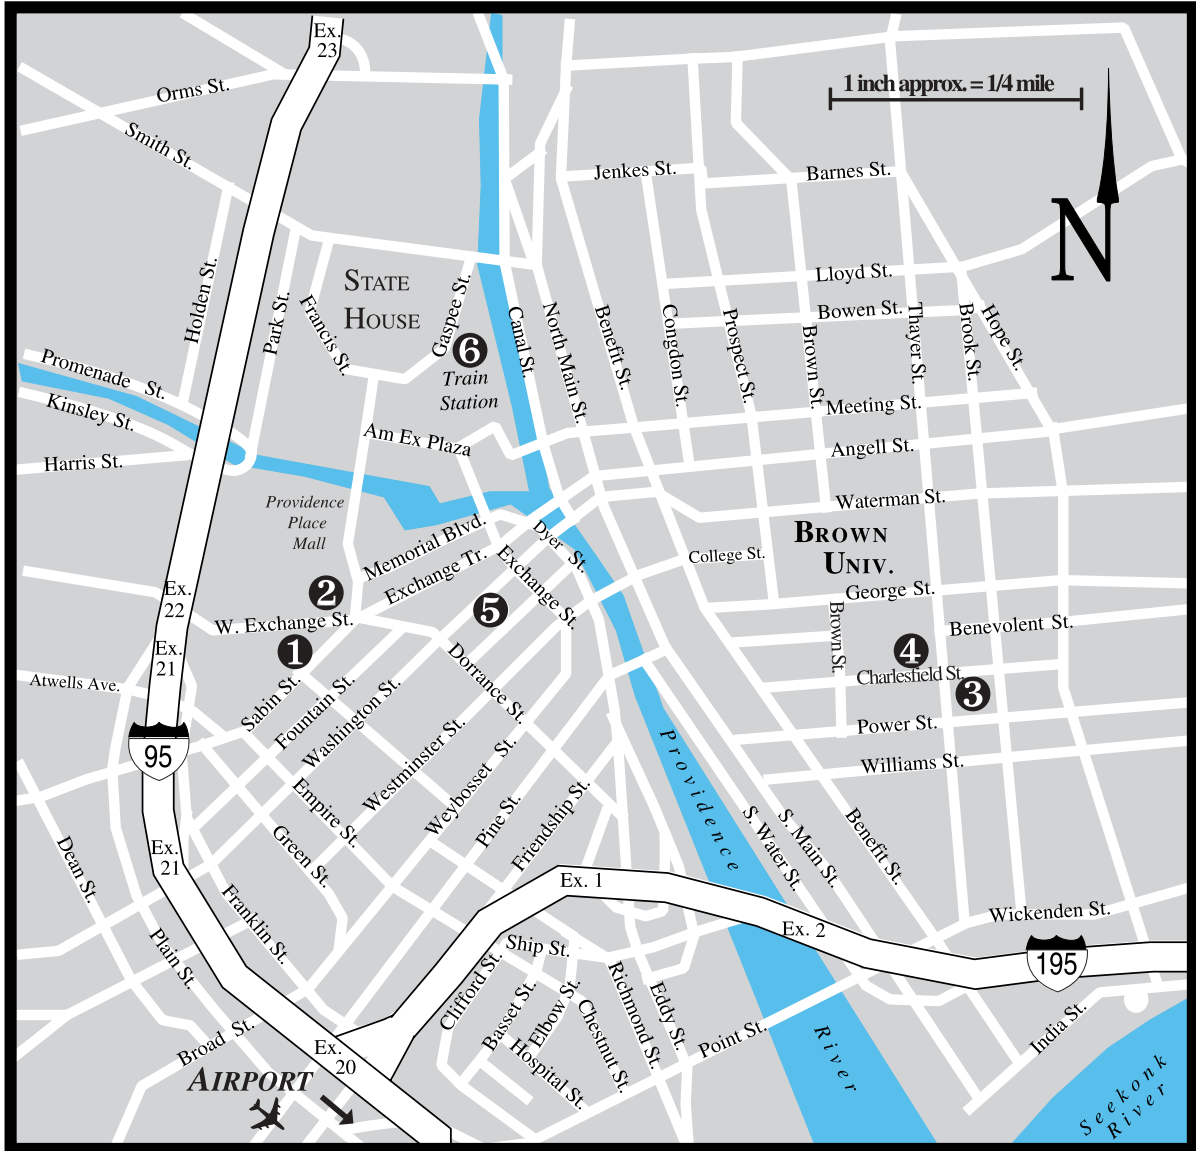 Ex.
23
Orms St.
1 inch approx. = 1/4 mile
Smith St.
Jenkes St.
Barnes St.
N
STATE
HOUSE
Lloyd St.
Bowen St.
Holden St.
Park St.
Francis St.
Gaspee St.
6
Train
Station
Canal St.
North Main St.
Benefit St.
Congdon St.
Prospect St.
Brown St.
Thayer St.
Brook St.
Hope St.
Promenade St.
Kinsley St.
Harris St.
Am Ex Plaza
Meeting St.
Angell St.
Waterman St.
Providence
Place
Mall
Memorial Blvd.
Exchange Tr.
Dyer St.
Exchange St.
College St.
BROWN
UNIV.
George St.
Ex.
22
2
W. Exchange St.
5
Brown St.
Benevolent St.
Ex.
21
1
4
Charlesfield St.
3
Atwells Ave.
Sabin St.
Fountain St.
Washington St.
Dorrance St.
Power St.
Williams St.
95
Westminster St.
Weybosset St.
Empire St.
Pine St.
Friendship St.
Green St.
Providence
S. Water St.
S. Main St.
Benefit St.
Dean St.
Ex.
21
Franklin St.
Plain St.
Ex. 1
Ex. 2
Wickenden St.
195
Ship St.
Clifford St.
Basset St.
Elbow St.
Chestnut St.
Richmond St.
Eddy St.
Hospital St.
Point St.
River
India St.
Broad St.
Ex.
20
AIRPORT
Seekonk
River